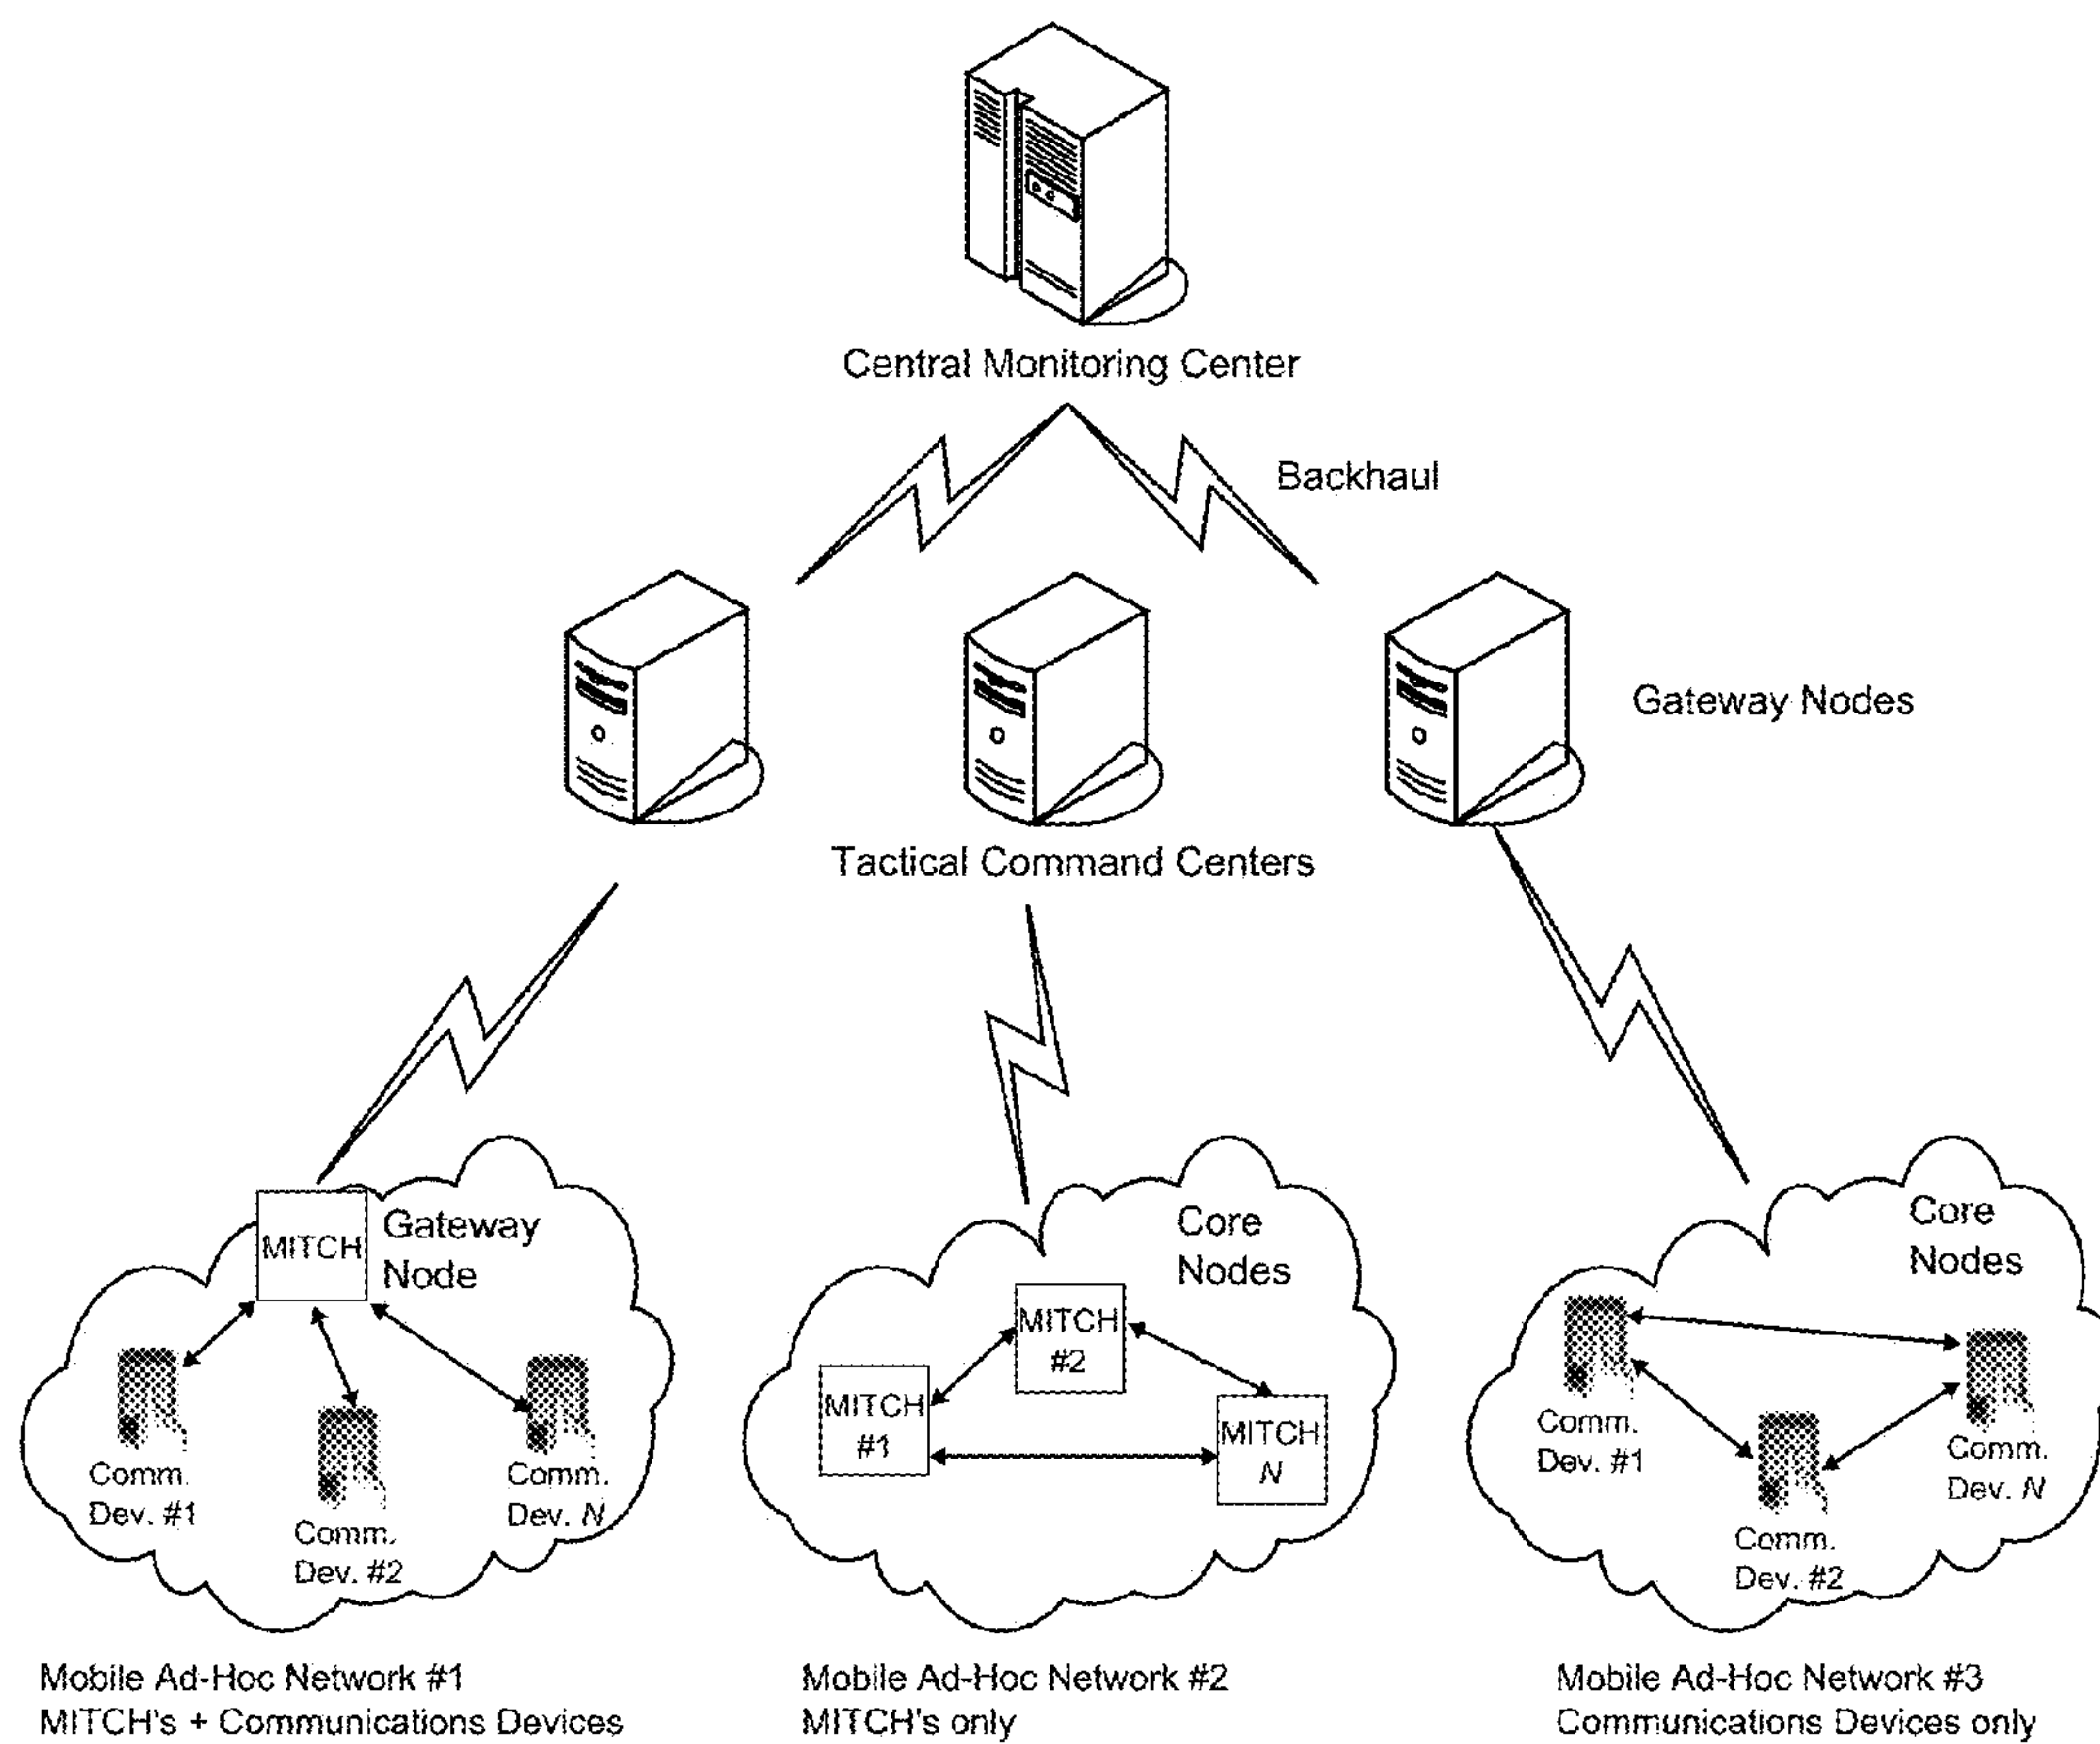 Central Monitoring Center
Backhaul
Gateway Nodes
Tactical Command Centers
MITCH
Gateway
Node
Comm.
Dev. #1
Comm.
Dev. #2
Comm.
Dev. N
Core
Nodes
MITCH
#2
MITCH
#1
MITCH
N
Core
Nodes
Comm.
Dev. #1
Comm.
Dev. N
Comm.
Dev. #2
Mobile Ad-Hoc Network #1
MITCH's + Communications Devices
Mobile Ad-Hoc Network #2
MITCH's only
Mobile Ad-Hoc Network #3
Communications Devices only